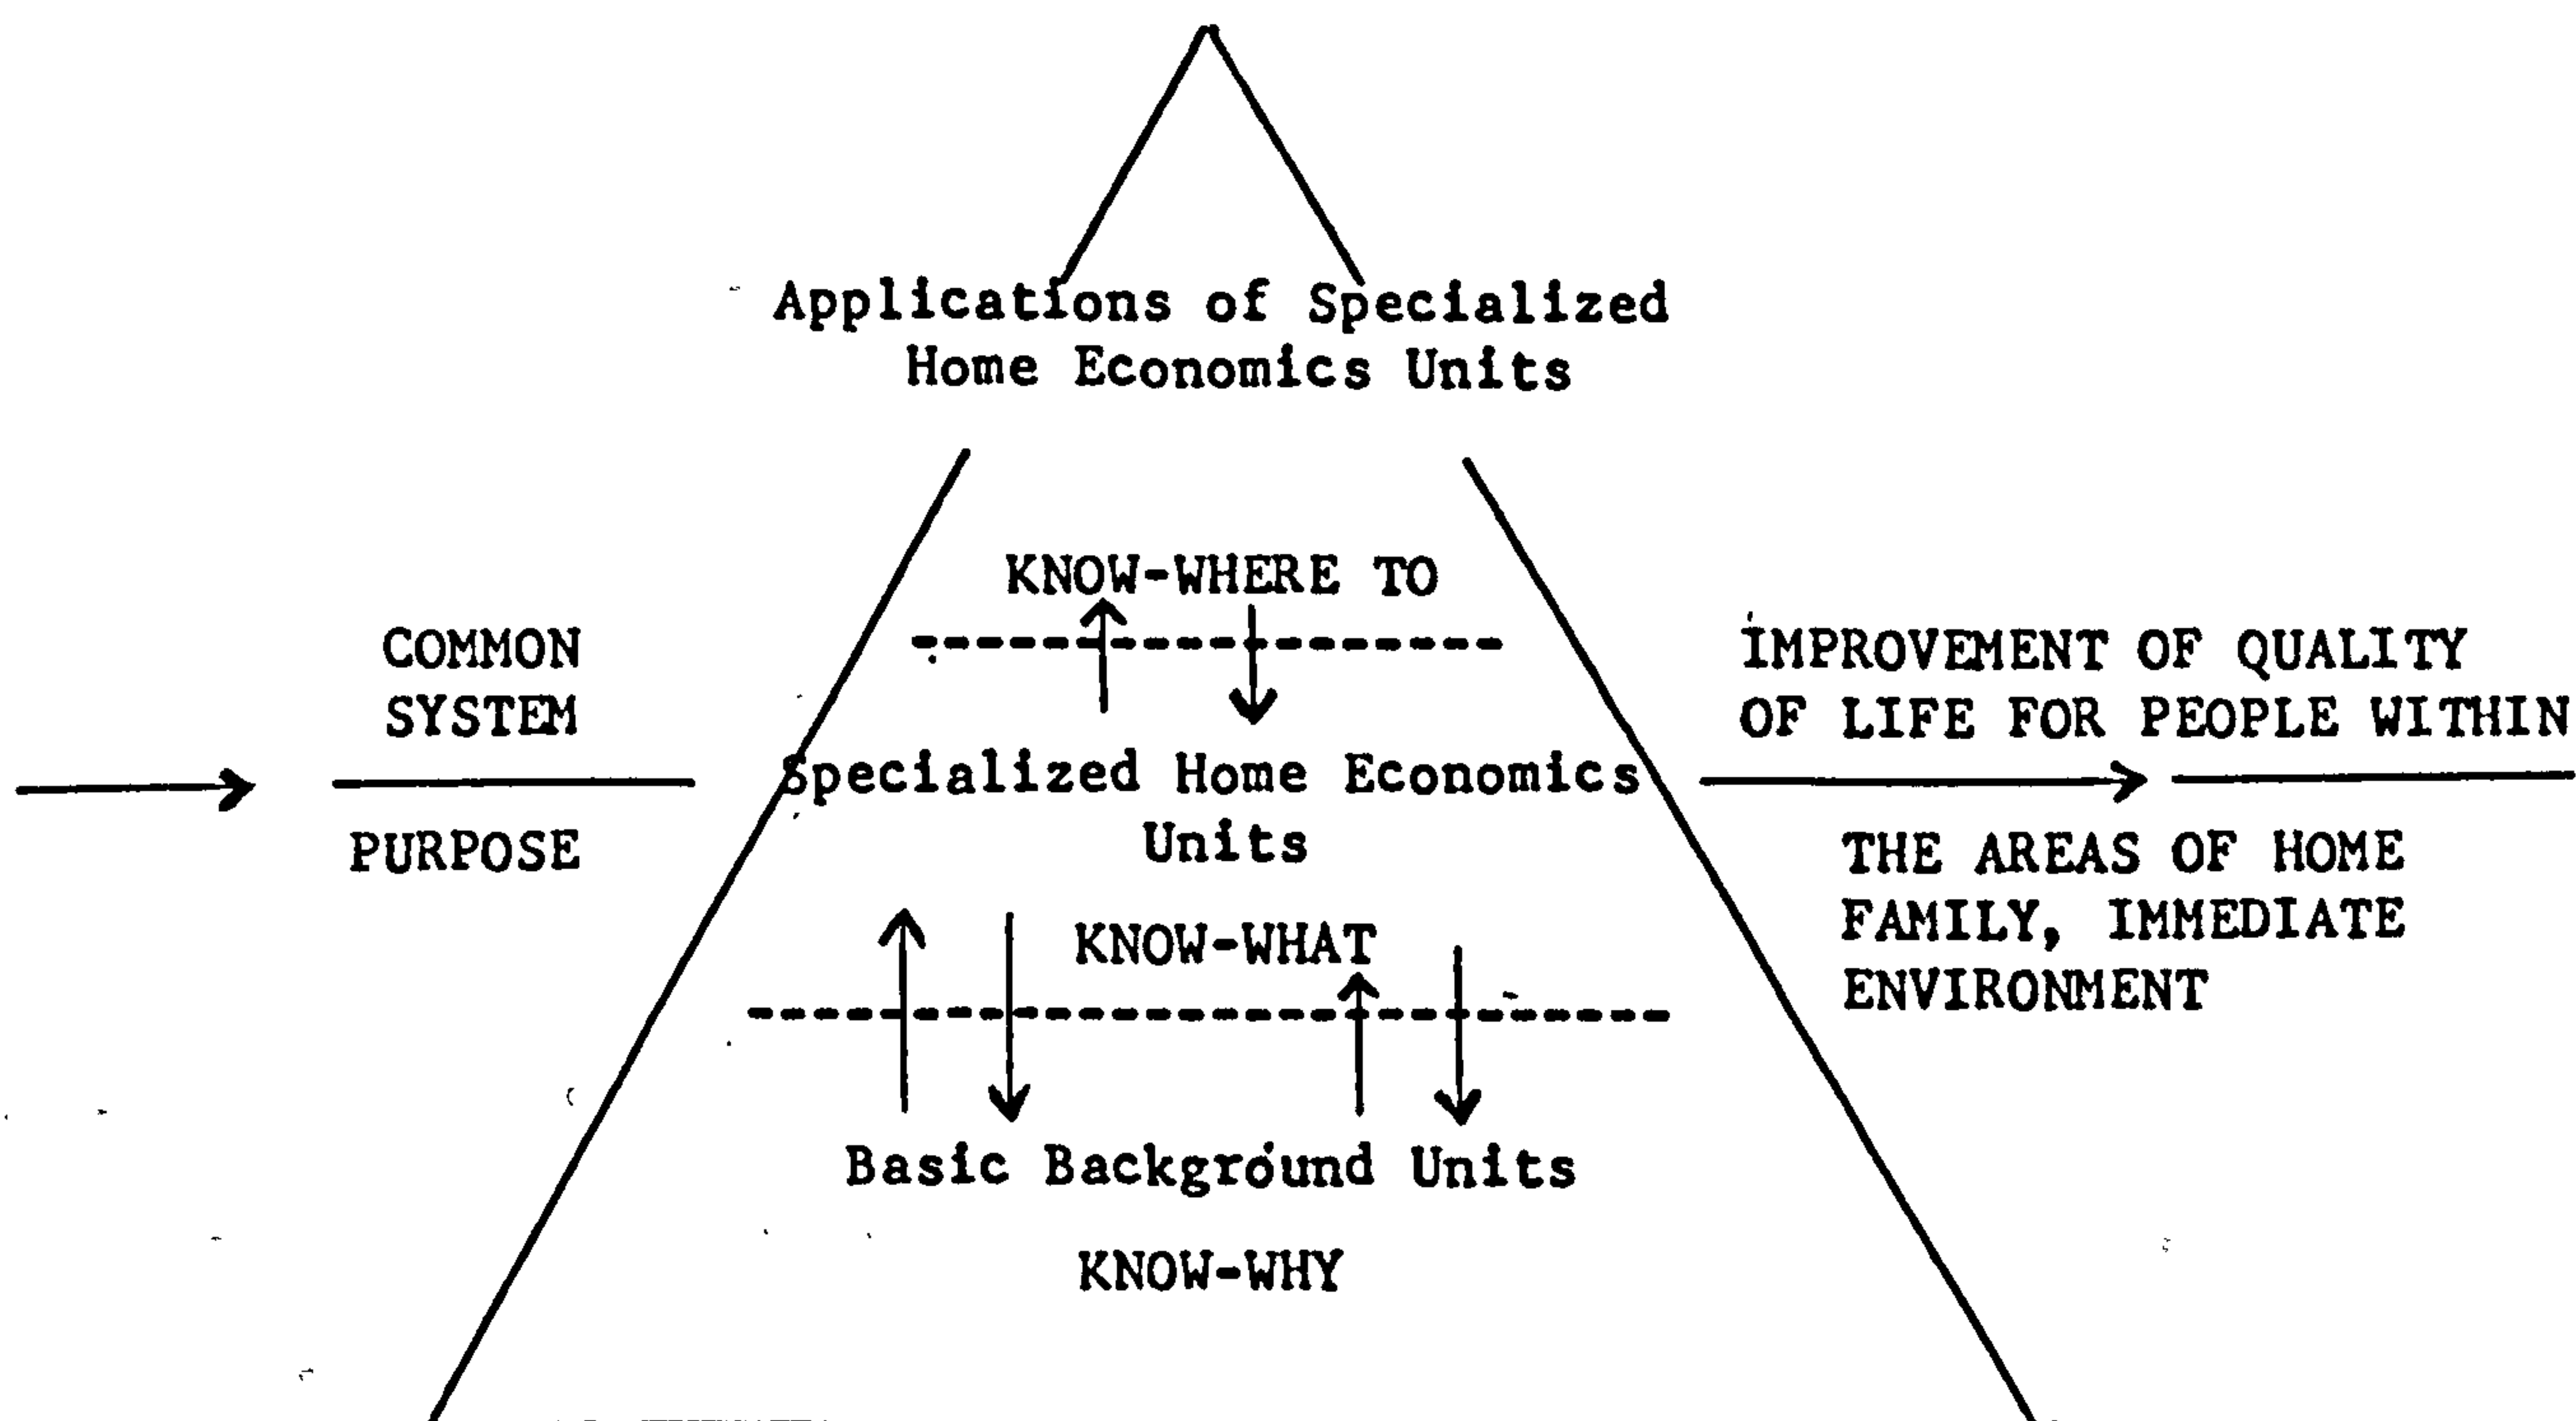 Applications of Specialized
Home Economics Units
KNOW-WHERE TO
COMMON
SYSTEM
PURPOSE
Specialized Home Economics
Units
KNOW-WHAT
Basic Background Units
KNOW-WHY
IMPROVEMENT OF QUALITY
OF LIFE FOR PEOPLE WITHIN
THE AREAS OF HOME
FAMILY, IMMEDIATE
ENVIRONMENT